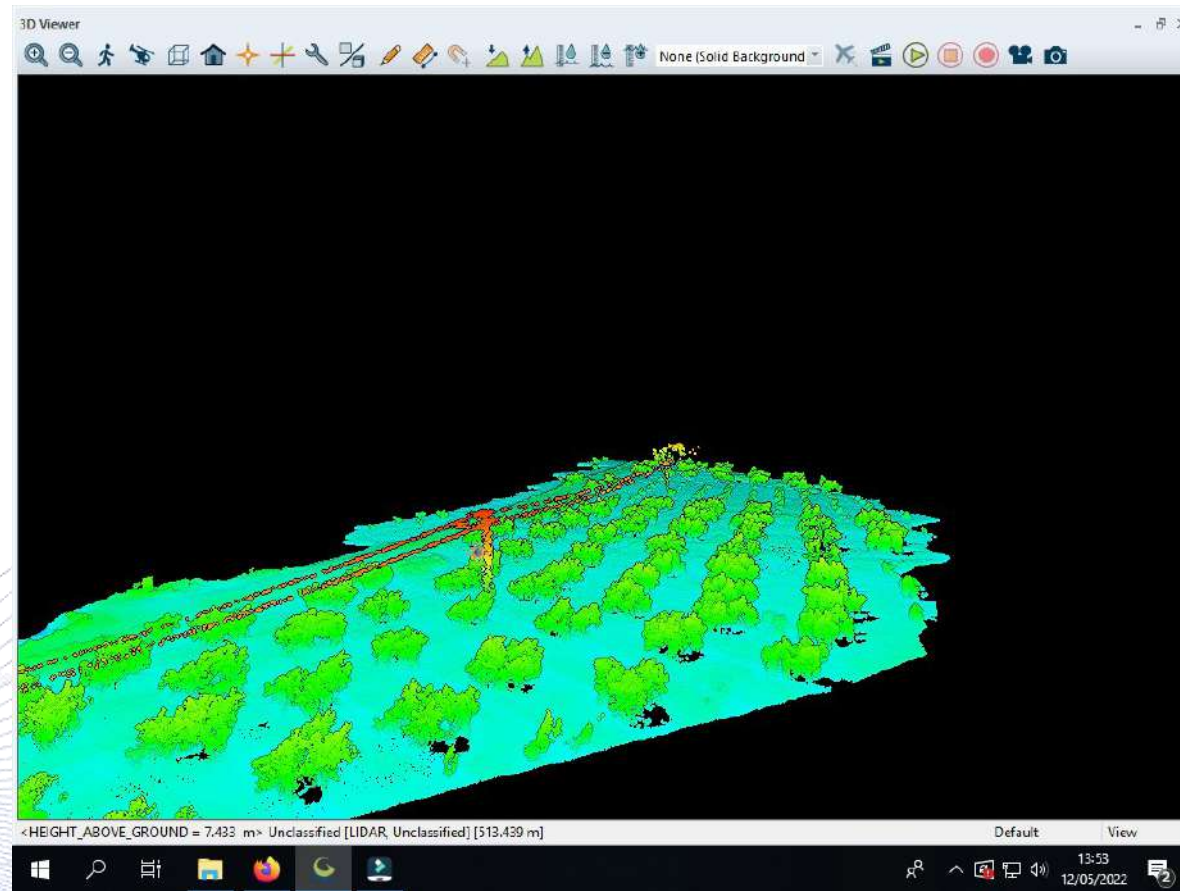 3D Viewer
None (Solid Background
<HEIGHT_ABOVE_GROUND = 7.433 m> Unclassified [LIDAR, Unclassified] [513.439 m]
Default
View
13:53
12/05/2022
2